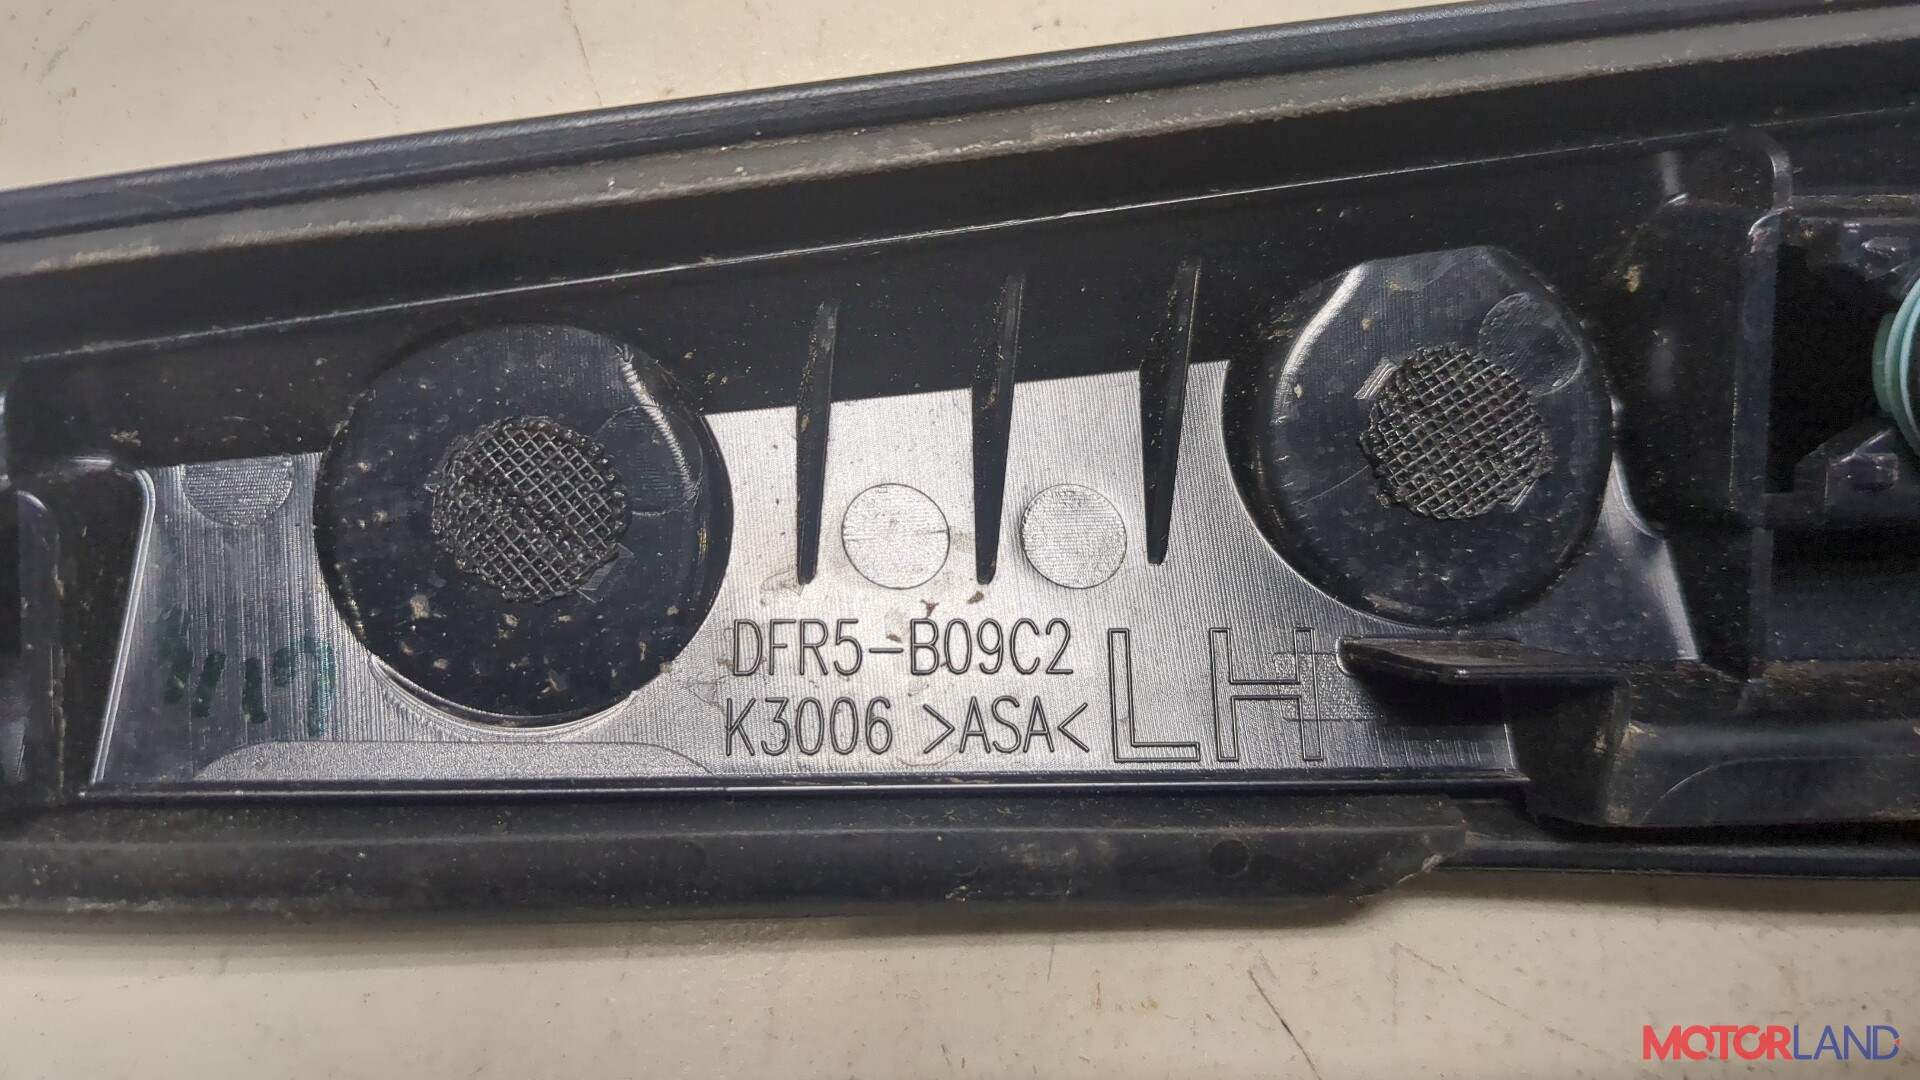 DFR5-B09C2
K3006 >ASA<
LH
MOTORLAND